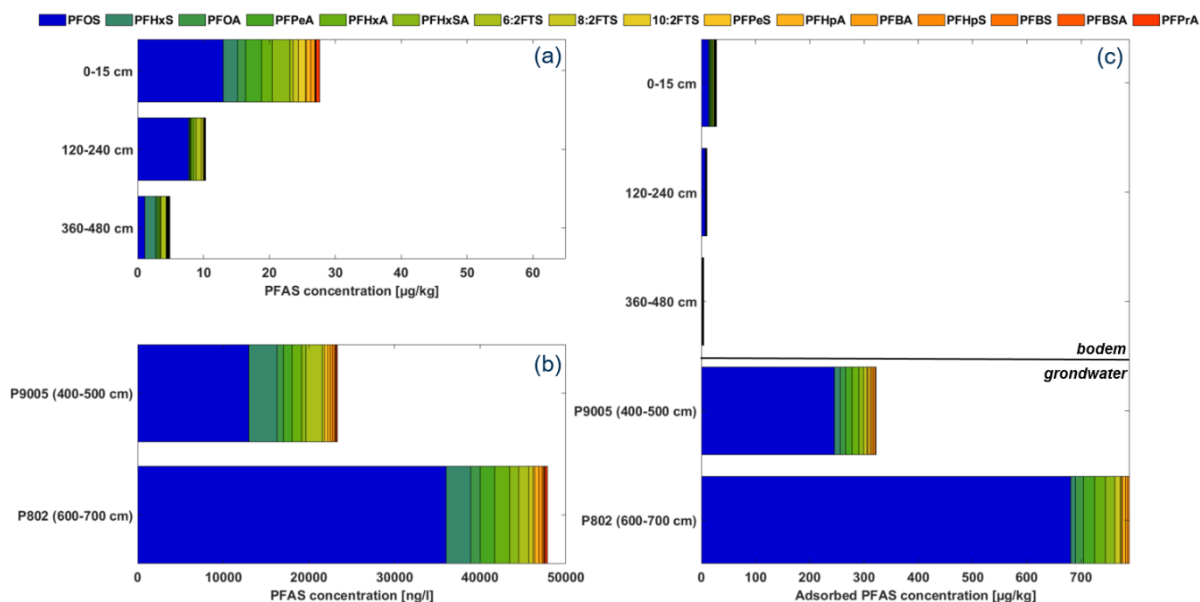 PFOS PFHxS PFOA PFPeA PFHxA PFHxSA 6:2FTS 8:2FTS 10:2FTS PFPeS PFHpA PFBA PFHpS PFBS PFBSA PFPrA
(a)
0-15 cm
120-240 cm
360-480 cm
0 10 20 30 40 50 60
PFAS concentration [µg/kg]
(b)
P9005 (400-500 cm)
P802 (600-700 cm)
0 10000 20000 30000 40000 50000
PFAS concentration [ng/l]
(c)
0-15 cm
120-240 cm
360-480 cm
bodem
grondwater
P9005 (400-500 cm)
P802 (600-700 cm)
0 100 200 300 400 500 600 700
Adsorbed PFAS concentration [µg/kg]